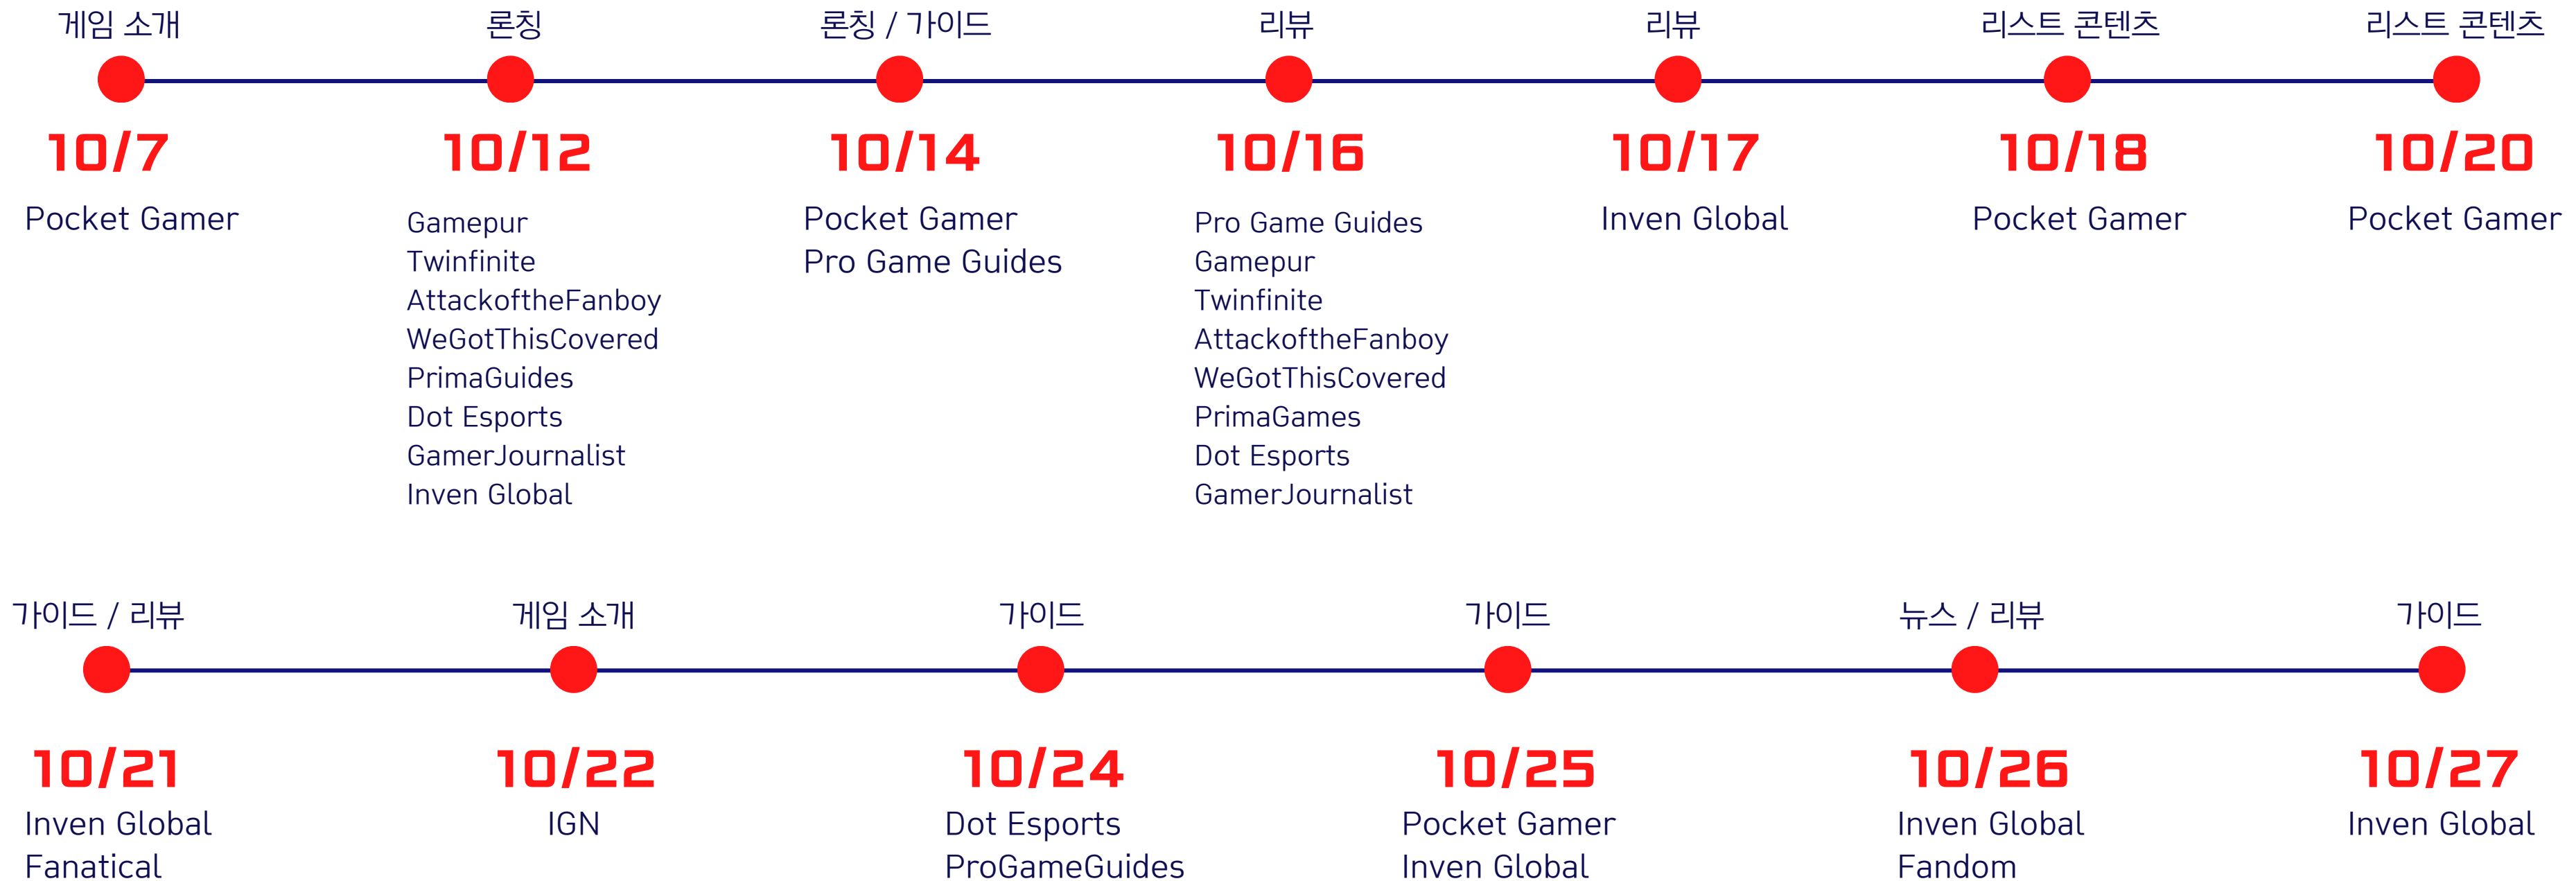 게임 소개
론칭
론칭 / 가이드
리뷰
리뷰
리스트 콘텐츠
리스트 콘텐츠
10/7
10/12
10/14
10/16
10/17
10/18
10/20
Pocket Gamer
Gamepur
Twinfinite
AttackoftheFanboy
WeGotThisCovered
PrimaGuides
Dot Esports
GamerJournalist
Inven Global
Pocket Gamer
Pro Game Guides
Pro Game Guides
Gamepur
Twinfinite
AttackoftheFanboy
WeGotThisCovered
PrimaGames
Dot Esports
GamerJournalist
Inven Global
Pocket Gamer
Pocket Gamer
가이드 / 리뷰
게임 소개
가이드
가이드
뉴스 / 리뷰
가이드
10/21
10/22
10/24
10/25
10/26
10/27
Inven Global
Fanatical
IGN
Dot Esports
ProGameGuides
Pocket Gamer
Inven Global
Inven Global
Fandom
Inven Global